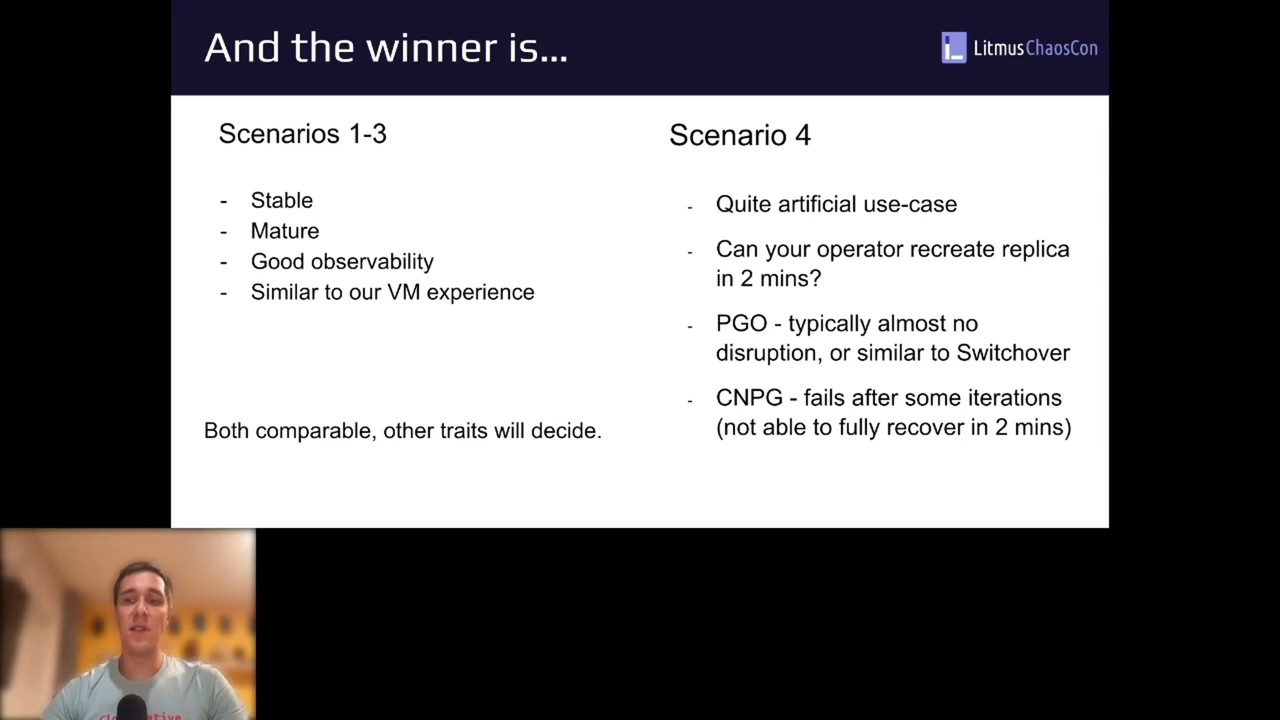 And the winner is...
LitmusChaosCon
Scenarios 1-3
- Stable
- Mature
- Good observability
- Similar to our VM experience
Both comparable, other traits will decide.
Scenario 4
- Quite artificial use-case
- Can your operator recreate replica
in 2 mins?
- PGO - typically almost no
disruption, or similar to Switchover
- CNPG - fails after some iterations
(not able to fully recover in 2 mins)